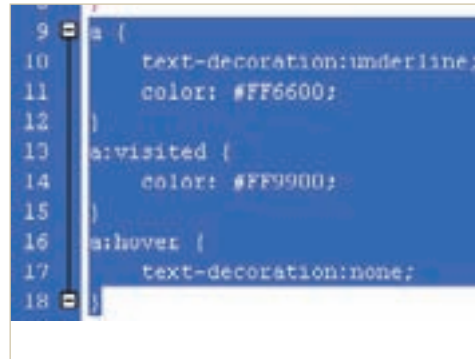 9 a {
10 text-decoration:underline;
11 color: #FF6600;
12 }
13 a:visited {
14 color: #FF9900;
15 }
16 a:hover {
17 text-decoration:none;
18 }